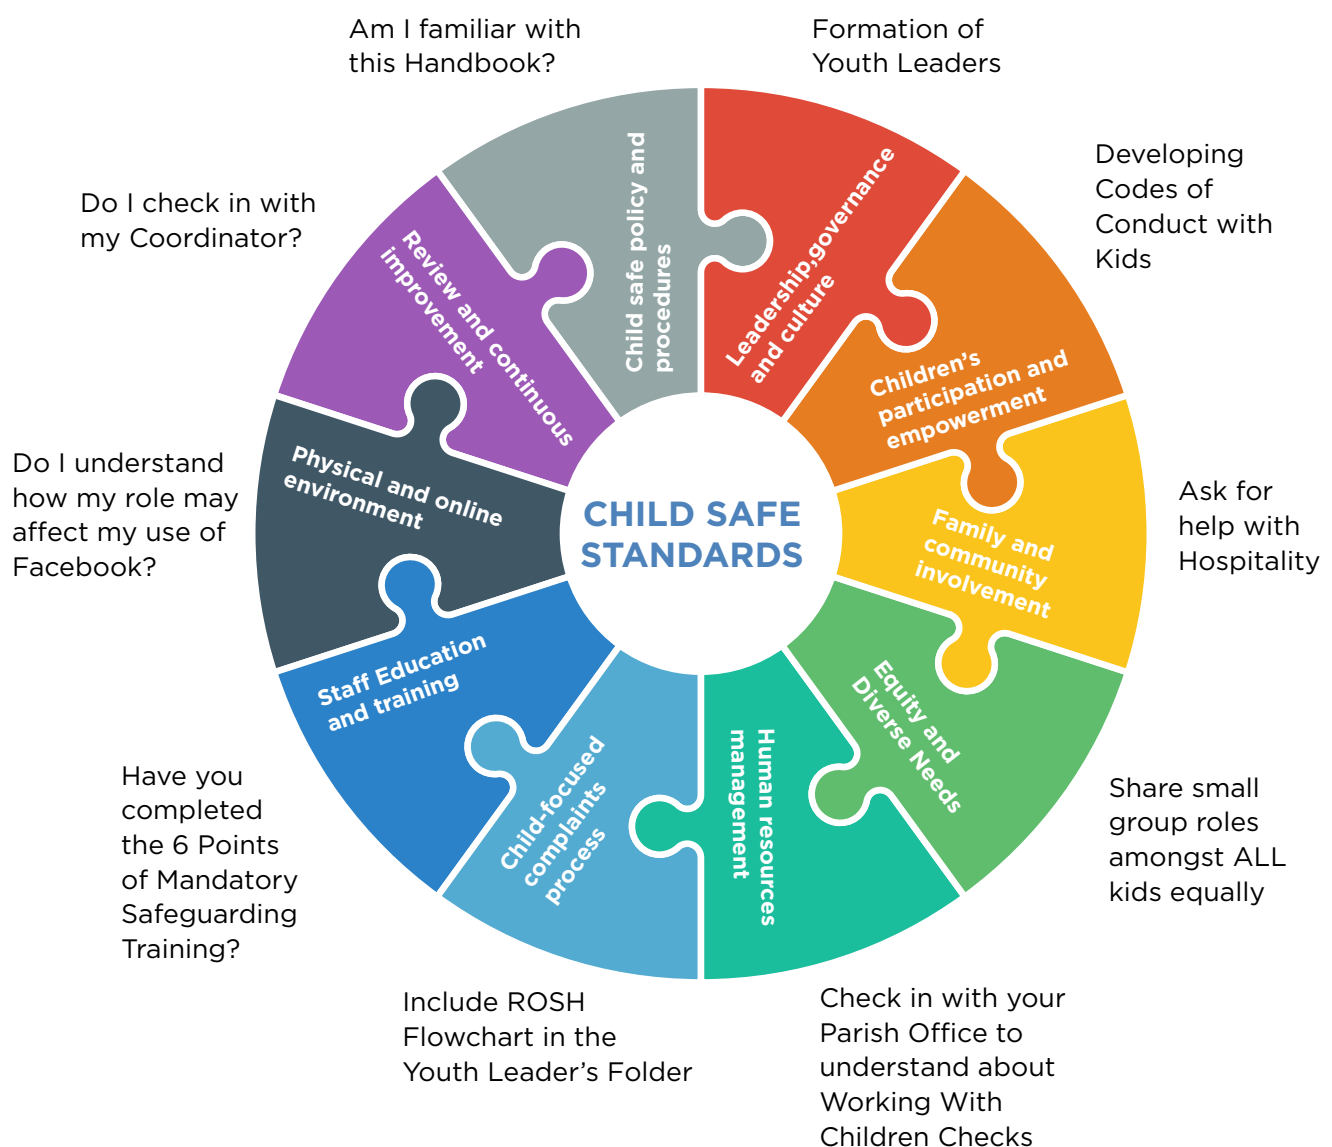 Am I familiar with
this Handbook?
Formation of
Youth Leaders
Developing
Codes of
Conduct with
Kids
Ask for
help with
Hospitality
Share small
group roles
amongst ALL
kids equally
Check in with your
Parish Office to
understand about
Working With
Children Checks
Include ROSH
Flowchart in the
Youth Leader's Folder
Have you
completed
the 6 Points
of Mandatory
Safeguarding
Training?
Do I understand
how my role may
affect my use of
Facebook?
Do I check in with
my Coordinator?
Child safe policy and
procedures
Leadership,governance
and culture
Children's
participation and
empowerment
Family and
community
involvement
Equity and
Diverse Needs
Human resources
management
Child-focused
complaints
process
Staff Education
and training
Physical and online
environment
Review and continuous
improvement
CHILD SAFE
STANDARDS